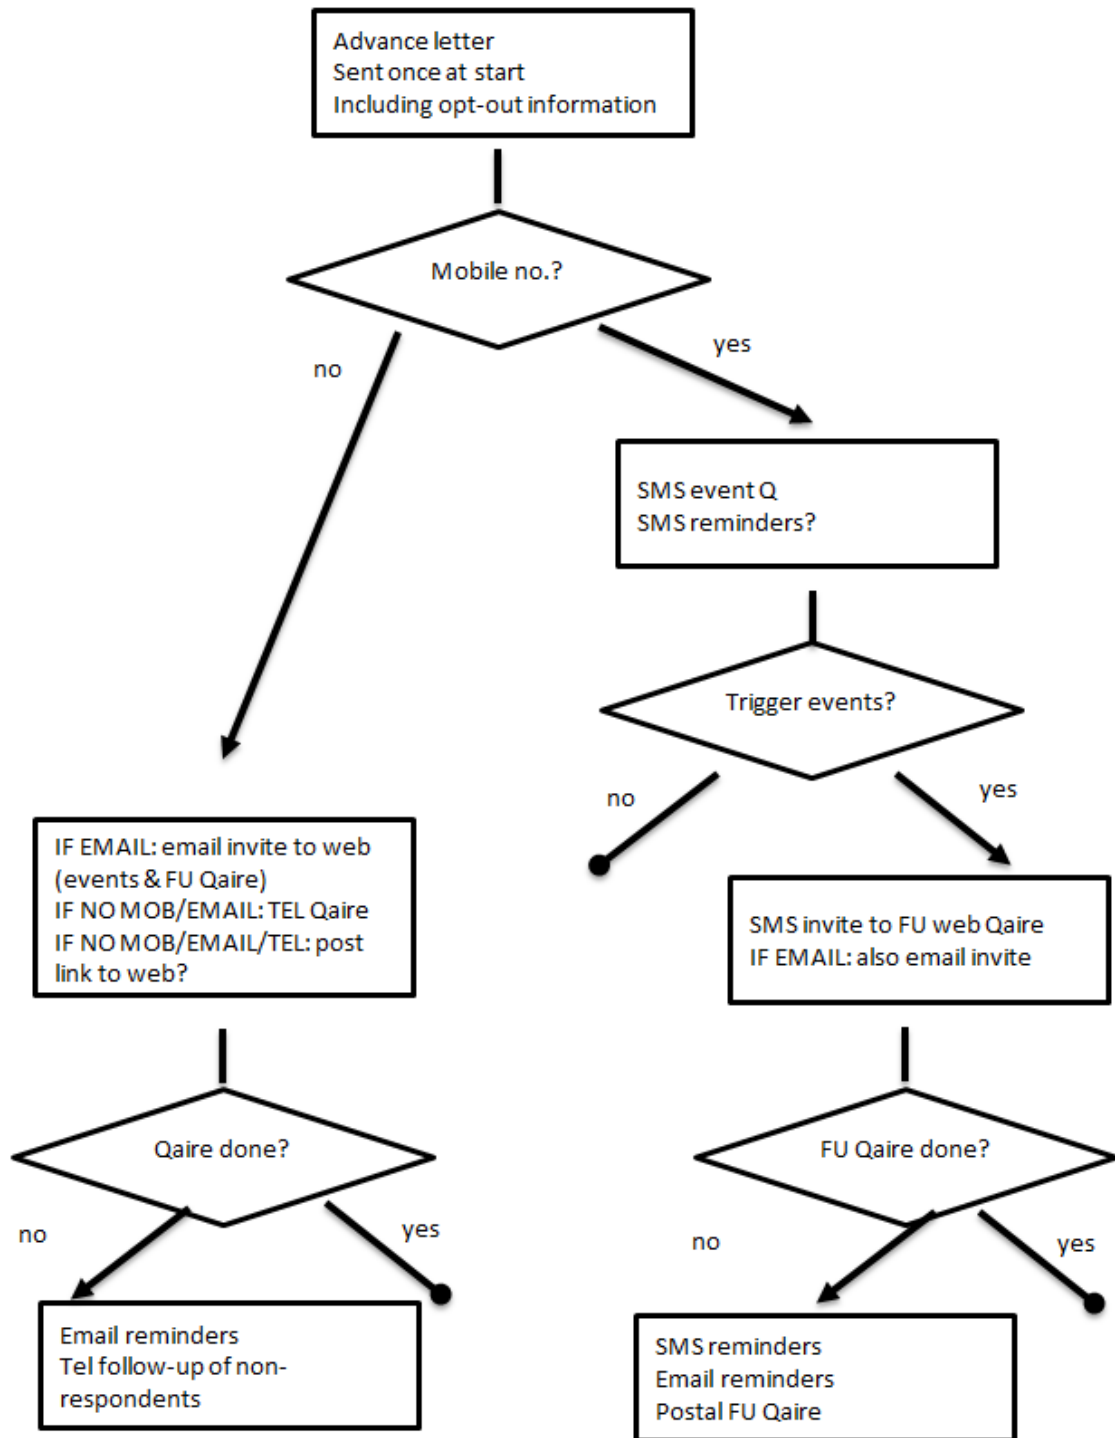 Advance letter
Sent once at start
Including opt-out information
Mobile no.?
no
yes
SMS event Q
SMS reminders?
Trigger events?
no
yes
IF EMAIL: email invite to web
(events & FU Qaire)
IF NO MOB/EMAIL: TEL Qaire
IF NO MOB/EMAIL/TEL: post
link to web?
SMS invite to FU web Qaire
IF EMAIL: also email invite
Qaire done?
no
yes
FU Qaire done?
no
yes
Email reminders
Tel follow-up of non-
respondents
SMS reminders
Email reminders
Postal FU Qaire